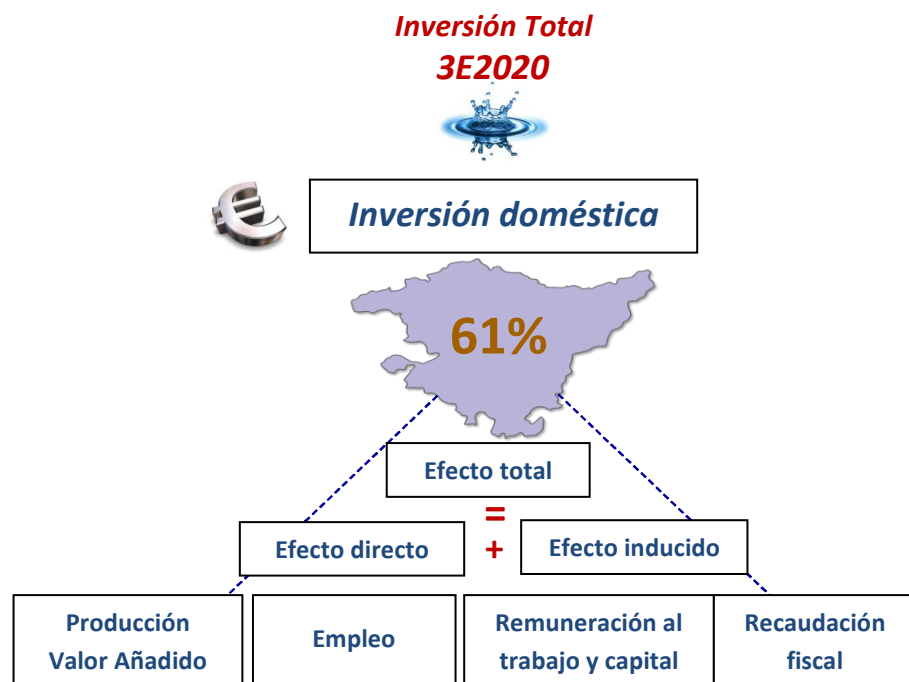 Inversión Total
3E2020
Inversión doméstica
61%
Efecto total
=
Efecto directo + Efecto inducido
Producción
Valor Añadido
Empleo
Remuneración al
trabajo y capital
Recaudación
fiscal